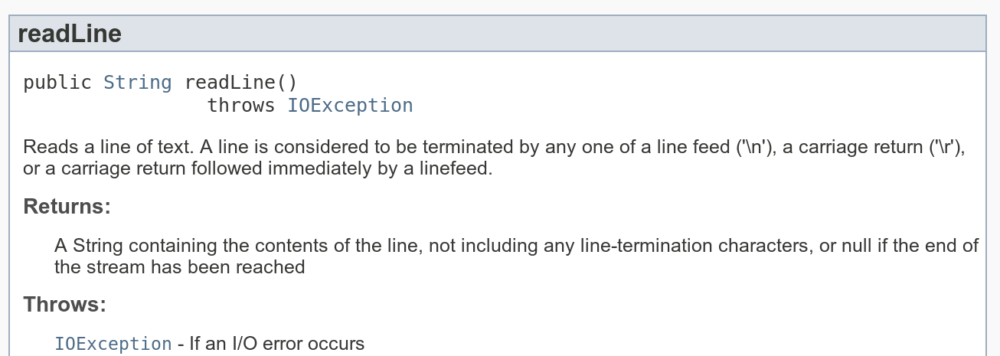 readLine
public String readLine()
throws IOException
Reads a line of text. A line is considered to be terminated by any one of a line feed ('\n'), a carriage return ('\r'),
or a carriage return followed immediately by a linefeed.
Returns:
A String containing the contents of the line, not including any line-termination characters, or null if the end of
the stream has been reached
Throws:
IOException - If an I/O error occurs